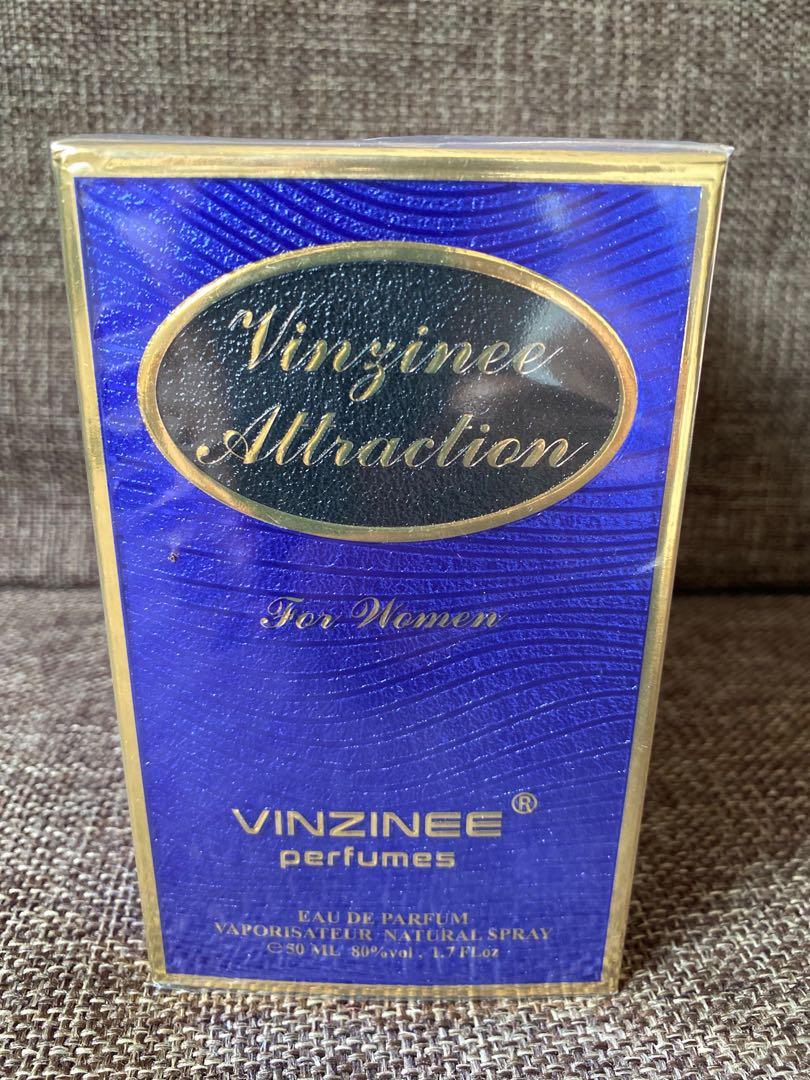 Vinzinee
Attraction
For Women
VINZINEE ®
perfumes
EAU DE PARFUM
VAPORISATEUR NATURAL SPRAY
℮50 ML 80%vol . 1.7 FLoz